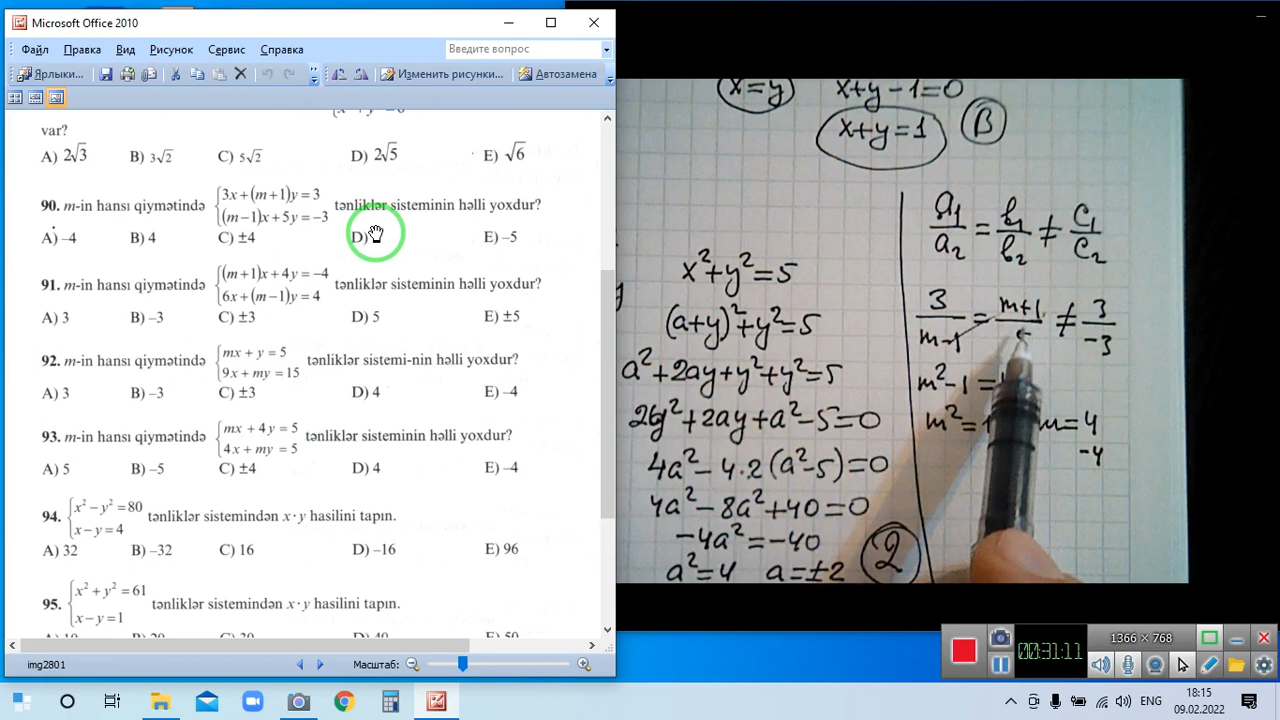 Microsoft Office 2010
Файл Правка Вид Рисунок Сервис Справка
Введите вопрос
Ярлыки... Изменить рисунки... Автозамена
var?
A) 2√3 B) 3√2 C) 5√2 D) 2√5 E) √6
90. m-in hansı qiymətində {3x + (m+1)y = 3
(m−1)x + 5y = −3 tənliklər sisteminin həlli yoxdur?
A) −4 B) 4 C) ±4 D) E) −5
91. m-in hansı qiymətində {(m+1)x + 4y = −4
6x + (m−1)y = 4 tənliklər sisteminin həlli yoxdur?
A) 3 B) −3 C) ±3 D) 5 E) ±5
92. m-in hansı qiymətində {mx + y = 5
9x + my = 15 tənliklər sistemi-nin həlli yoxdur?
A) 3 B) −3 C) ±3 D) 4 E) −4
93. m-in hansı qiymətində {mx + 4y = 5
4x + my = 5 tənliklər sisteminin həlli yoxdur?
A) 5 B) −5 C) ±4 D) 4 E) −4
94. {x² − y² = 80
x − y = 4 tənliklər sistemindən x·y hasilini tapın.
A) 32 B) −32 C) 16 D) −16 E) 96
95. {x² + y² = 61
x − y = 1 tənliklər sistemindən x·y hasilini tapın.
img2801 Масштаб:
x=y x+y-1=0
x+y=1 B
x²+y²=5
(a+y)²+y²=5
a²+2ay+y²+y²=5
2y²+2ay+a²-5=0
4a²-4·2(a²-5)=0
4a²-8a²+40=0
-4a²=-40
a²=4 a=±2 2
a₁/a₂ = b₁/b₂ ≠ c₁/c₂
3/m-1 = m+1/ ≠ 3/-3
m²-1=
m²=1 m=4
-4
1366 × 768
00:31:11
ENG
18:15
09.02.2022